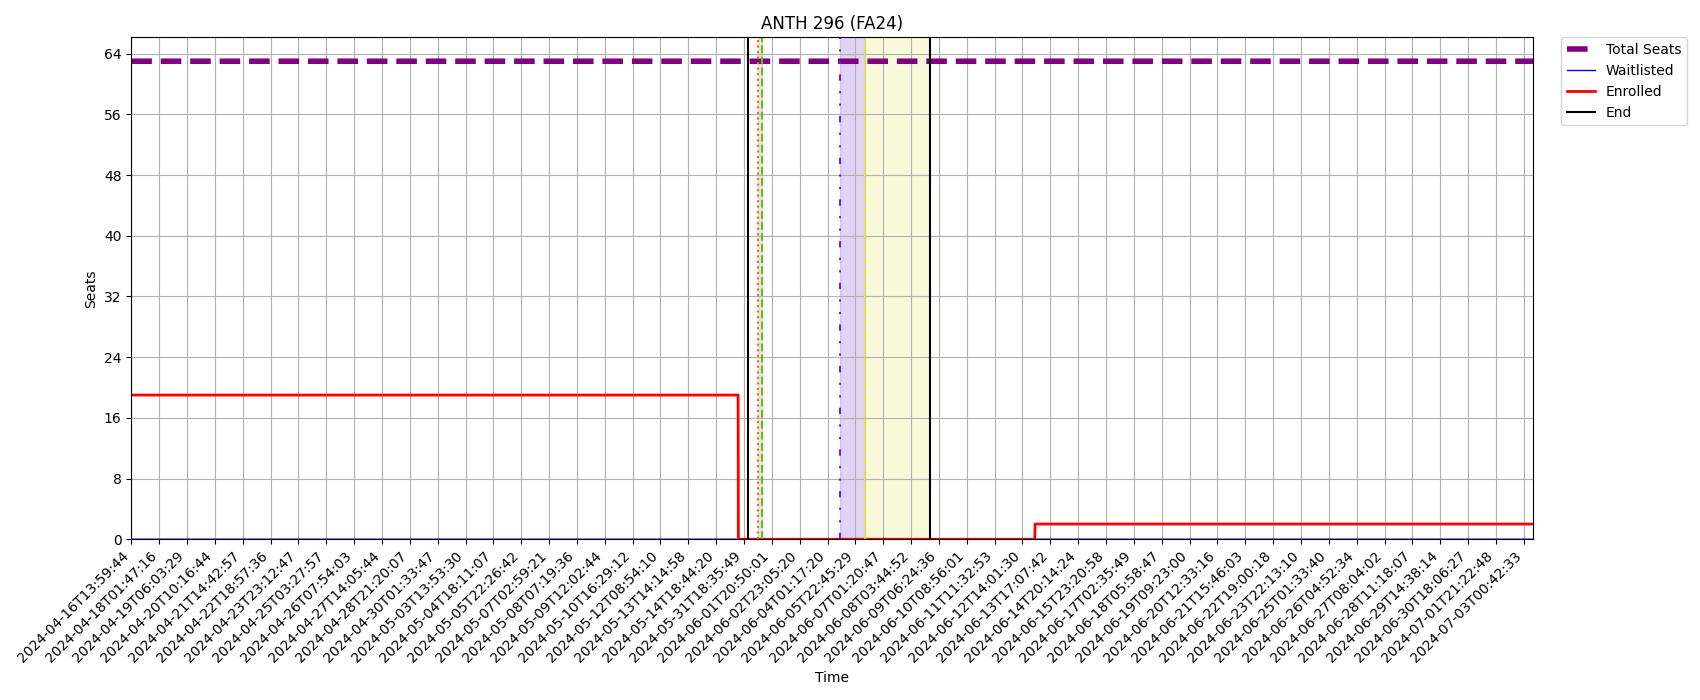 ANTH 296 (FA24)
Total Seats
Waitlisted
Enrolled
End
Seats
64
56
48
40
32
24
16
8
0
2024-04-16T13:59:44
2024-04-18T01:47:16
2024-04-19T06:03:29
2024-04-20T10:16:44
2024-04-21T14:42:57
2024-04-22T18:57:36
2024-04-23T23:12:47
2024-04-25T03:27:57
2024-04-26T07:54:03
2024-04-27T14:05:44
2024-04-28T21:20:07
2024-04-30T01:33:47
2024-05-03T13:53:30
2024-05-04T18:11:07
2024-05-05T22:26:42
2024-05-07T02:59:21
2024-05-08T07:19:36
2024-05-09T12:02:44
2024-05-10T16:29:12
2024-05-12T08:54:10
2024-05-13T14:14:58
2024-05-14T18:44:20
2024-05-31T18:35:49
2024-06-01T20:50:01
2024-06-02T23:05:20
2024-06-04T01:17:20
2024-06-05T22:45:29
2024-06-07T01:20:47
2024-06-08T03:44:52
2024-06-09T06:24:36
2024-06-10T08:56:01
2024-06-11T11:32:53
2024-06-12T14:01:30
2024-06-13T17:07:42
2024-06-14T20:14:24
2024-06-15T23:20:58
2024-06-17T02:35:49
2024-06-18T05:58:47
2024-06-19T09:23:00
2024-06-20T12:33:16
2024-06-21T15:46:03
2024-06-22T19:00:18
2024-06-23T22:13:10
2024-06-25T01:33:40
2024-06-26T04:52:34
2024-06-27T08:04:02
2024-06-28T11:18:07
2024-06-29T14:38:14
2024-06-30T18:06:27
2024-07-01T21:22:48
2024-07-03T00:42:33
Time